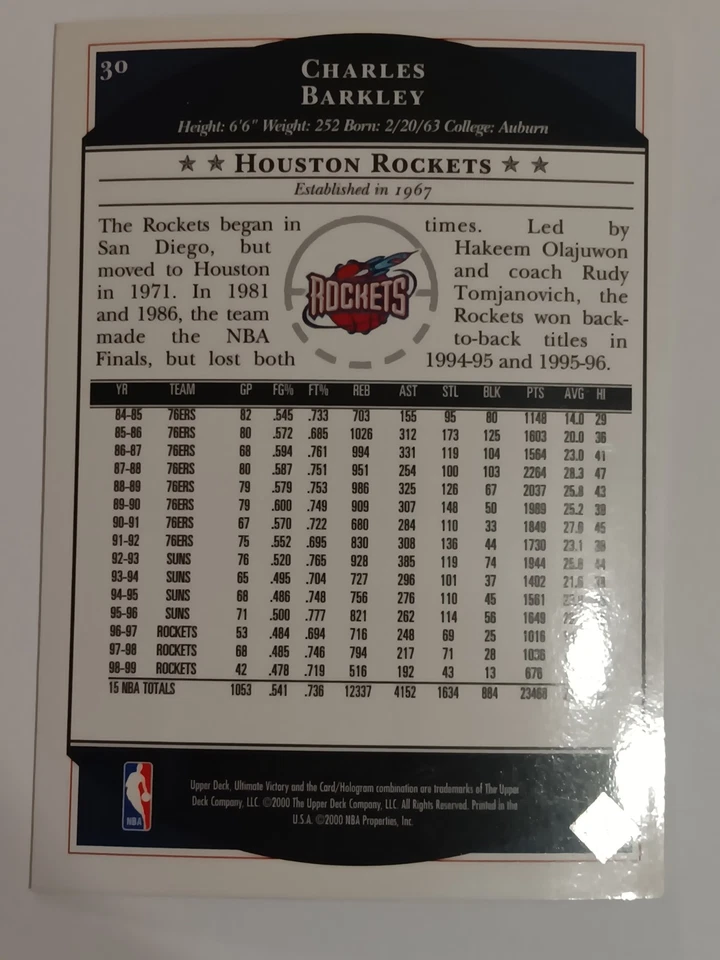 30
CHARLES
BARKLEY
Height: 6'6" Weight: 252 Born: 2/20/63 College: Auburn
HOUSTON ROCKETS
Established in 1967
The Rockets began in
San Diego, but
moved to Houston
in 1971. In 1981
and 1986, the team
made the NBA
Finals, but lost both
ROCKETS
times. Led by
Hakeem Olajuwon
and coach Rudy
Tomjanovich, the
Rockets won back-
to-back titles in
1994-95 and 1995-96.
YR TEAM GP FG% FT% REB AST STL BLK PTS AVG HI
84-85 76ERS 82 .545 .733 703 155 95 80 1148 14.0 29
85-86 76ERS 80 .572 .685 1026 312 173 125 1603 20.0 36
86-87 76ERS 68 .594 .761 994 331 119 104 1564 23.0 41
87-88 76ERS 80 .587 .751 951 254 100 103 2264 28.3 47
88-89 76ERS 79 .579 .753 986 325 126 67 2037 25.8 43
89-90 76ERS 79 .600 .749 909 307 148 50 1989 25.2 39
90-91 76ERS 67 .570 .722 680 284 110 33 1849 27.6 45
91-92 76ERS 75 .552 .695 830 308 136 44 1730 23.1 38
92-93 SUNS 76 .520 .765 928 385 119 74 1944 25.6 44
93-94 SUNS 65 .495 .704 727 296 101 37 1402 21.6
94-95 SUNS 68 .486 .748 756 276 110 45 1561
95-96 SUNS 71 .500 .777 821 262 114 56 1649
96-97 ROCKETS 53 .484 .694 716 248 69 25 1016
97-98 ROCKETS 68 .485 .746 794 217 71 28 1036
98-99 ROCKETS 42 .478 .719 516 192 43 13 676
15 NBA TOTALS 1053 .541 .736 12337 4152 1634 884 23468
NBA
Upper Deck, Ultimate Victory and the Card/Hologram combination are trademarks of The Upper
Deck Company, LLC. ©2000 The Upper Deck Company, LLC. All Rights Reserved. Printed in the
U.S.A. ©2000 NBA Properties, Inc.